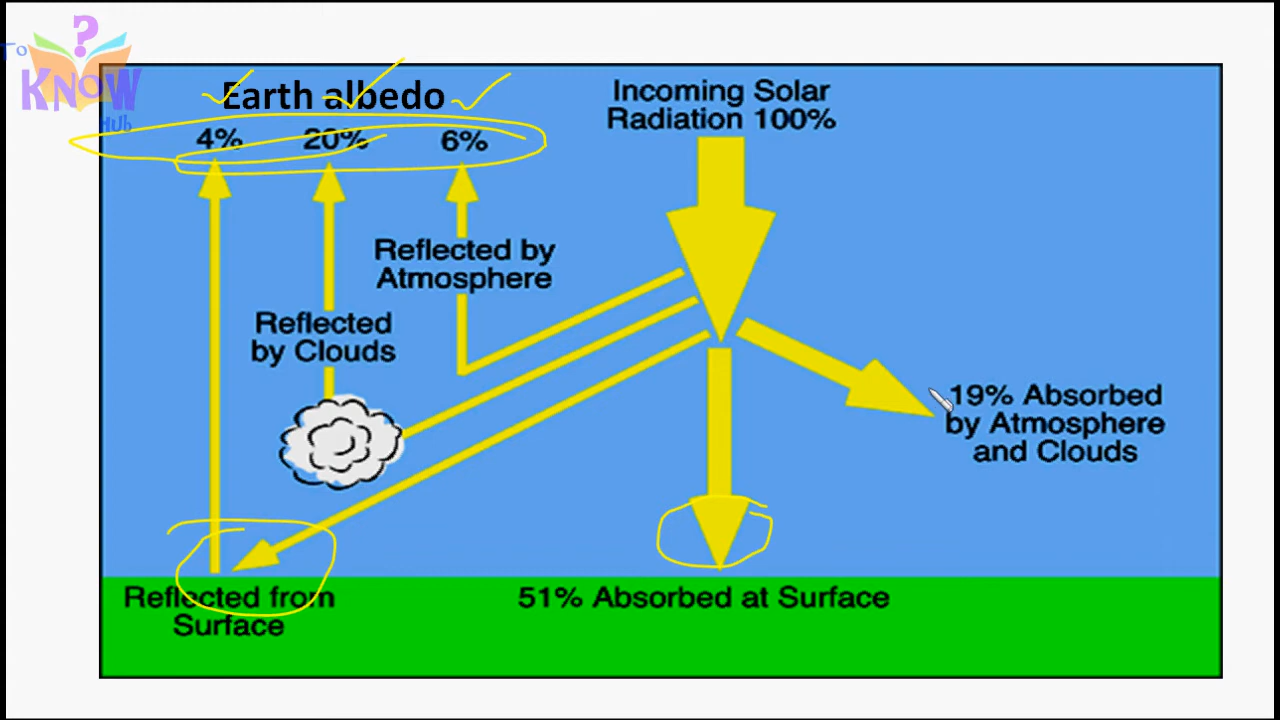 ?
To
KNOW
HUb
Earth albedo
4% 20% 6%
Incoming Solar
Radiation 100%
Reflected by
Atmosphere
Reflected
by Clouds
19% Absorbed
by Atmosphere
and Clouds
Reflected from
Surface
51% Absorbed at Surface